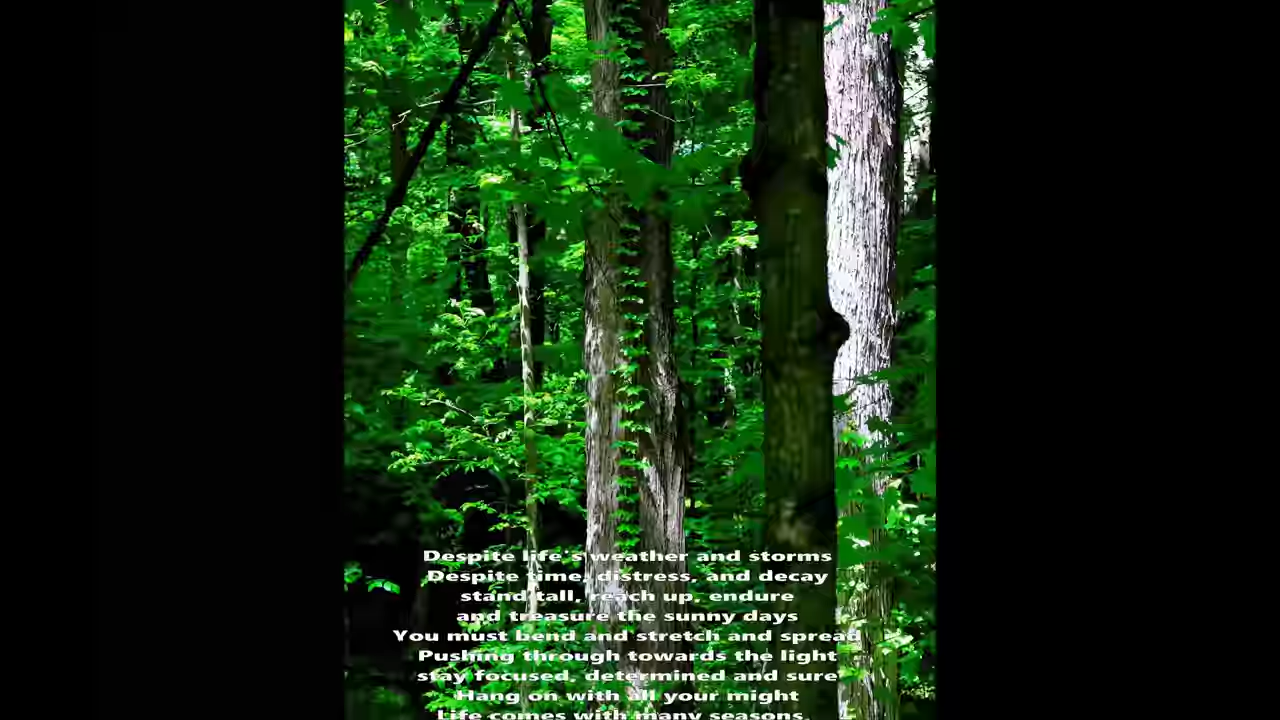 Despite life's weather and storms
Despite time, distress, and decay
stand tall, reach up, endure
and treasure the sunny days
You must bend and stretch and spread
Pushing through towards the light
stay focused, determined and sure
Hang on with all your might
Life comes with many seasons.